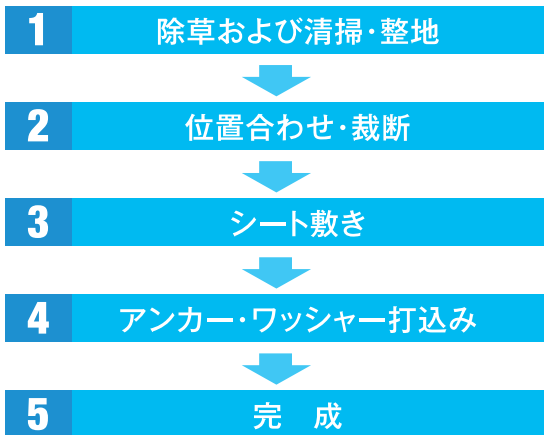 1 除草および清掃・整地
2 位置合わせ・裁断
3 シート敷き
4 アンカー・ワッシャー打込み
5 完　成